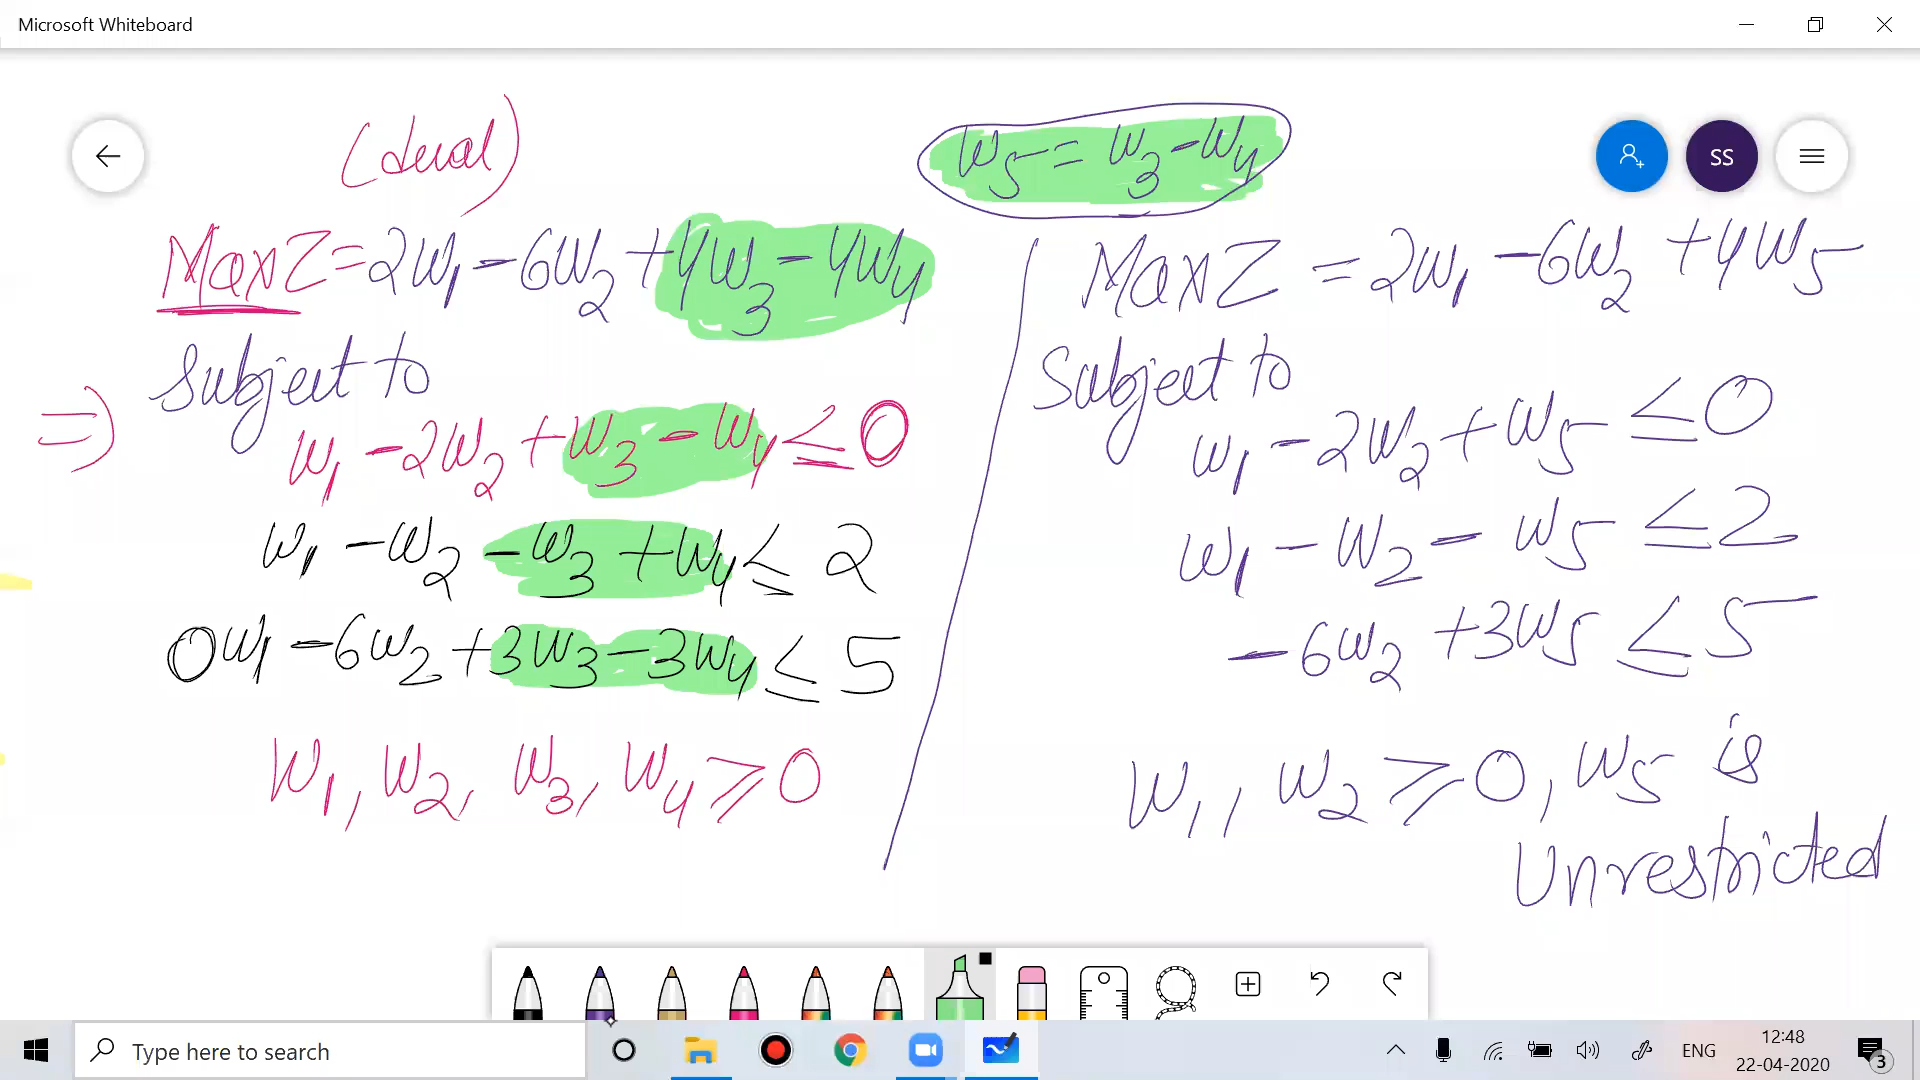 Microsoft Whiteboard
(dual)
Max Z = 2w1 - 6w2 + 4w3 - 4w4
Subject to
=> w1 - 2w2 + w3 - w4 ≤ 0
w1 - w2 - w3 + w4 ≤ 2
0w1 - 6w2 + 3w3 - 3w4 ≤ 5
w1, w2, w3, w4 ≥ 0
w5 = w3 - w4
SS
Max Z = 2w1 - 6w2 + 4w5
Subject to
w1 - 2w2 + w5 ≤ 0
w1 - w2 - w5 ≤ 2
- 6w2 + 3w5 ≤ 5
w1, w2 ≥ 0, w5 is
Unrestricted
Type here to search
ENG
12:48
22-04-2020
3